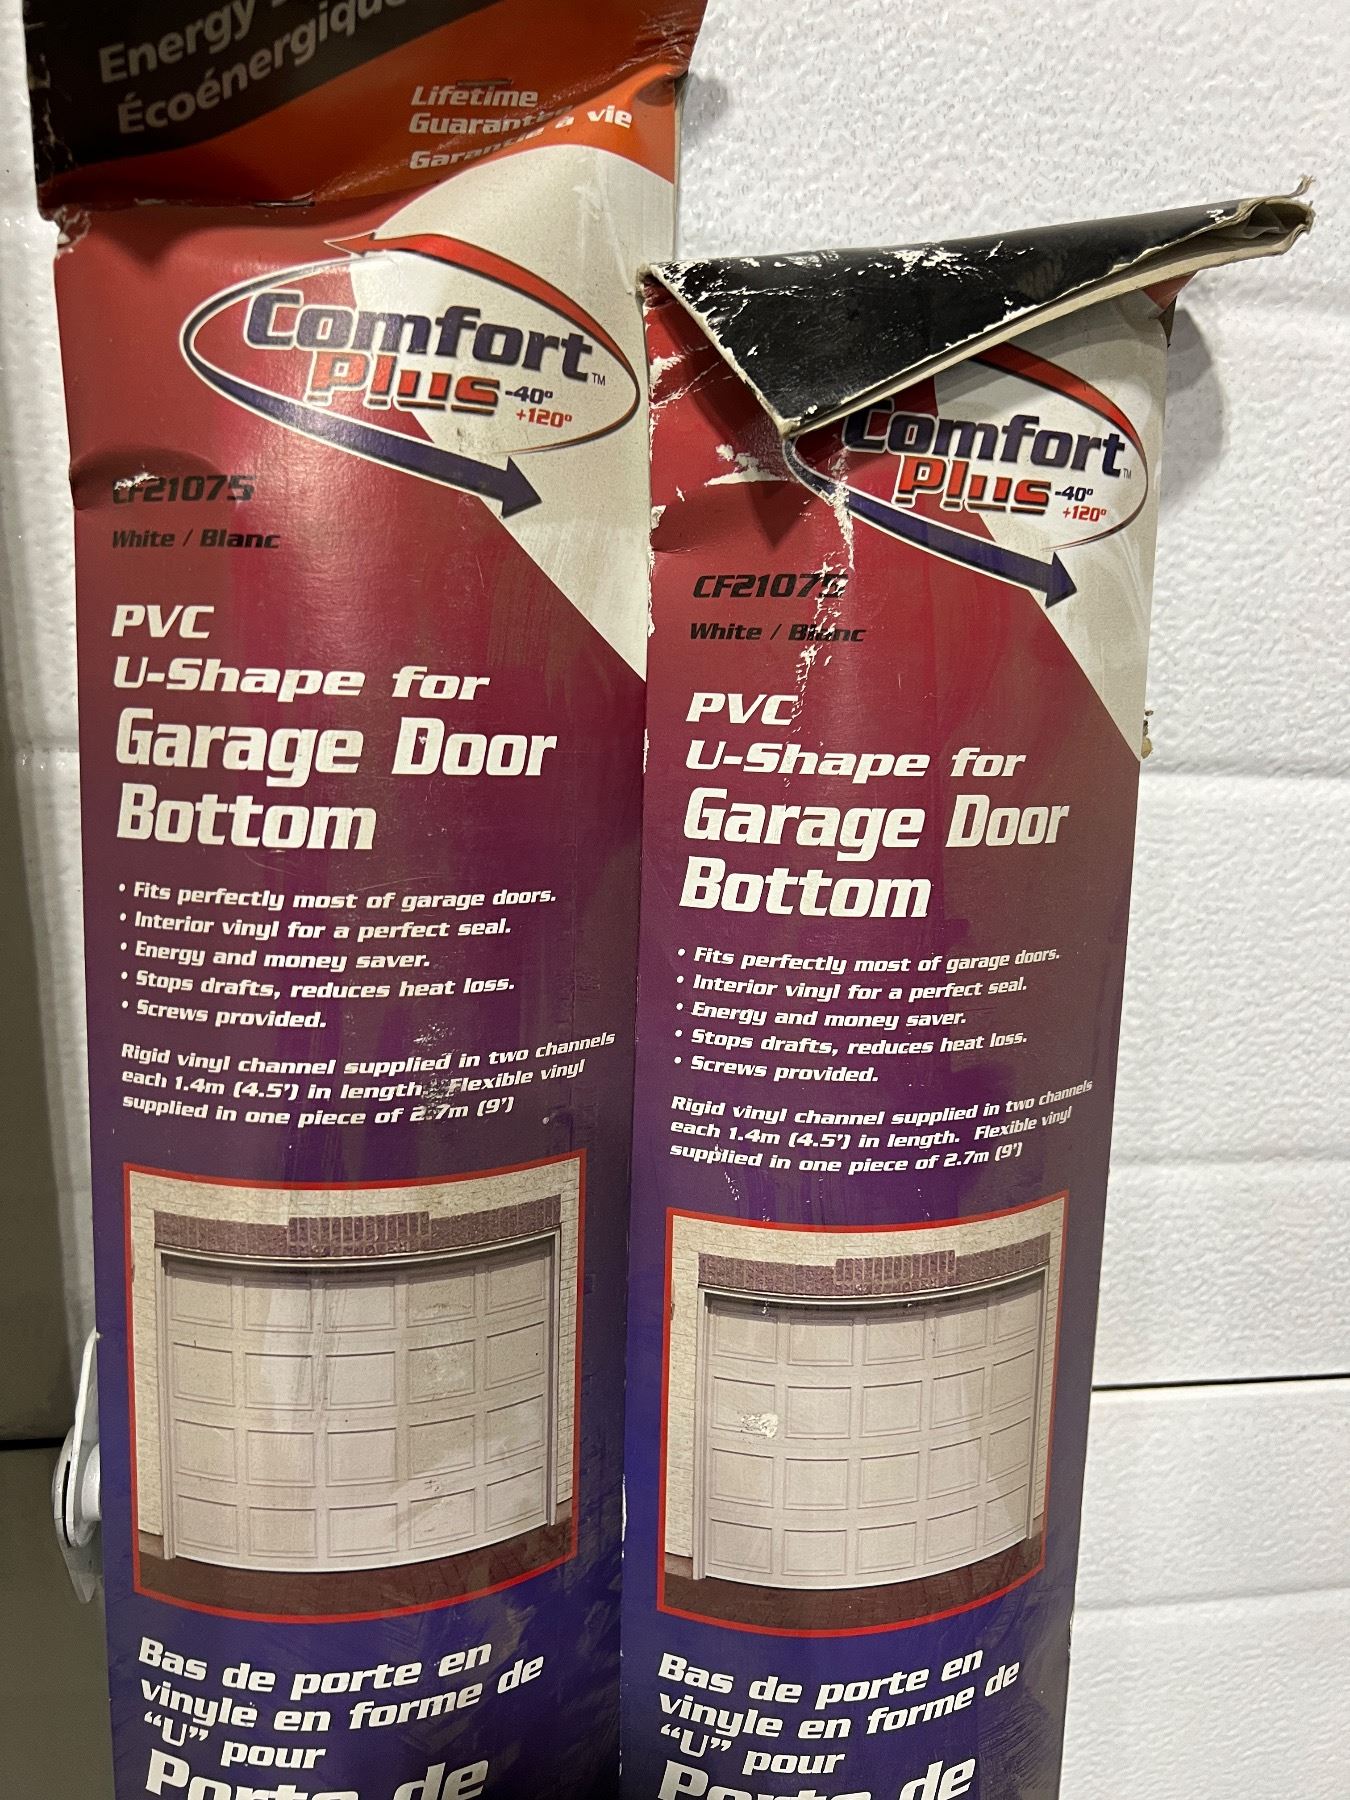 Energy
Écoénergique
Lifetime
Guarantee
Garantie à vie
Comfort
Plus -40°
+120°
TM
CF21075
White / Blanc
PVC
U-Shape for
Garage Door
Bottom
• Fits perfectly most of garage doors.
• Interior vinyl for a perfect seal.
• Energy and money saver.
• Stops drafts, reduces heat loss.
• Screws provided.
Rigid vinyl channel supplied in two channels
each 1.4m (4.5') in length. Flexible vinyl
supplied in one piece of 2.7m (9')
Bas de porte en
vinyle en forme de
“U” pour
Porte de
Comfort
Plus -40°
+120°
TM
CF21075
White / Blanc
PVC
U-Shape for
Garage Door
Bottom
• Fits perfectly most of garage doors.
• Interior vinyl for a perfect seal.
• Energy and money saver.
• Stops drafts, reduces heat loss.
• Screws provided.
Rigid vinyl channel supplied in two channels
each 1.4m (4.5') in length. Flexible vinyl
supplied in one piece of 2.7m (9')
Bas de porte en
vinyle en forme de
“U” pour
Porte de